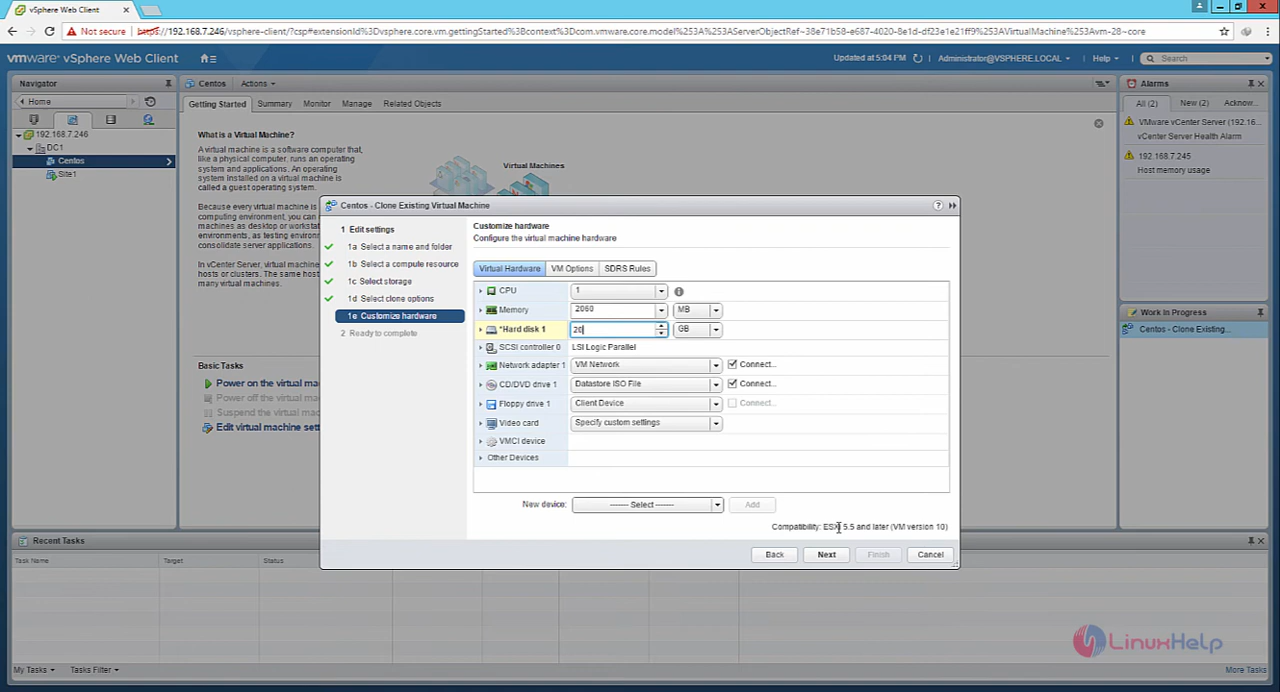 vSphere Web Client
Not secure
https://192.168.7.246/vsphere-client/?csp#extensionId%3Dvsphere.core.vm.gettingStarted%3Bcontext%3Dcom.vmware.core.model%253A%253AServerObjectRef~38e71b58-e687-4020-8e1d-df23e1e21ff9%253AVirtualMachine%253Avm-28~core
vmware vSphere Web Client
Updated at 5:04 PM
Administrator@VSPHERE.LOCAL
Help
Search
Navigator
Home
192.168.7.246
DC1
Centos
Site1
Centos Actions
Getting Started Summary Monitor Manage Related Objects
What is a Virtual Machine?
A virtual machine is a software computer that,
like a physical computer, runs an operating
system and applications. An operating
system installed on a virtual machine is
called a guest operating system.
Virtual Machines
Because every virtual
computing environment, you can
machines as desktop or worksta
environments, as testing environ
consolidate server applications.
In vCenter Server, virtual
hosts or clusters. The same hos
many virtual machines.
Basic Tasks
Power on the virtual ma
Power off the virtual ma
Suspend the virtual ma
Edit virtual machine sett
Centos - Clone Existing Virtual Machine
1 Edit settings
1a Select a name and folder
1b Select a compute resource
1c Select storage
1d Select clone options
1e Customize hardware
2 Ready to complete
Customize hardware
Configure the virtual machine hardware
Virtual Hardware VM Options SDRS Rules
CPU 1
Memory 2060 MB
*Hard disk 1 20 GB
SCSI controller 0 LSI Logic Parallel
Network adapter 1 VM Network Connect...
CD/DVD drive 1 Datastore ISO File Connect...
Floppy drive 1 Client Device Connect...
Video card Specify custom settings
VMCI device
Other Devices
New device: ------- Select ------- Add
Compatibility: ESXi 5.5 and later (VM version 10)
Back Next Finish Cancel
Alarms
All (2) New (2) Acknow...
VMware vCenter Server (192.16...
vCenter Server Health Alarm
192.168.7.245
Host memory usage
Work In Progress
Centos - Clone Existing...
Recent Tasks
Task Name Target Status
My Tasks Tasks Filter More Tasks
LinuxHelp